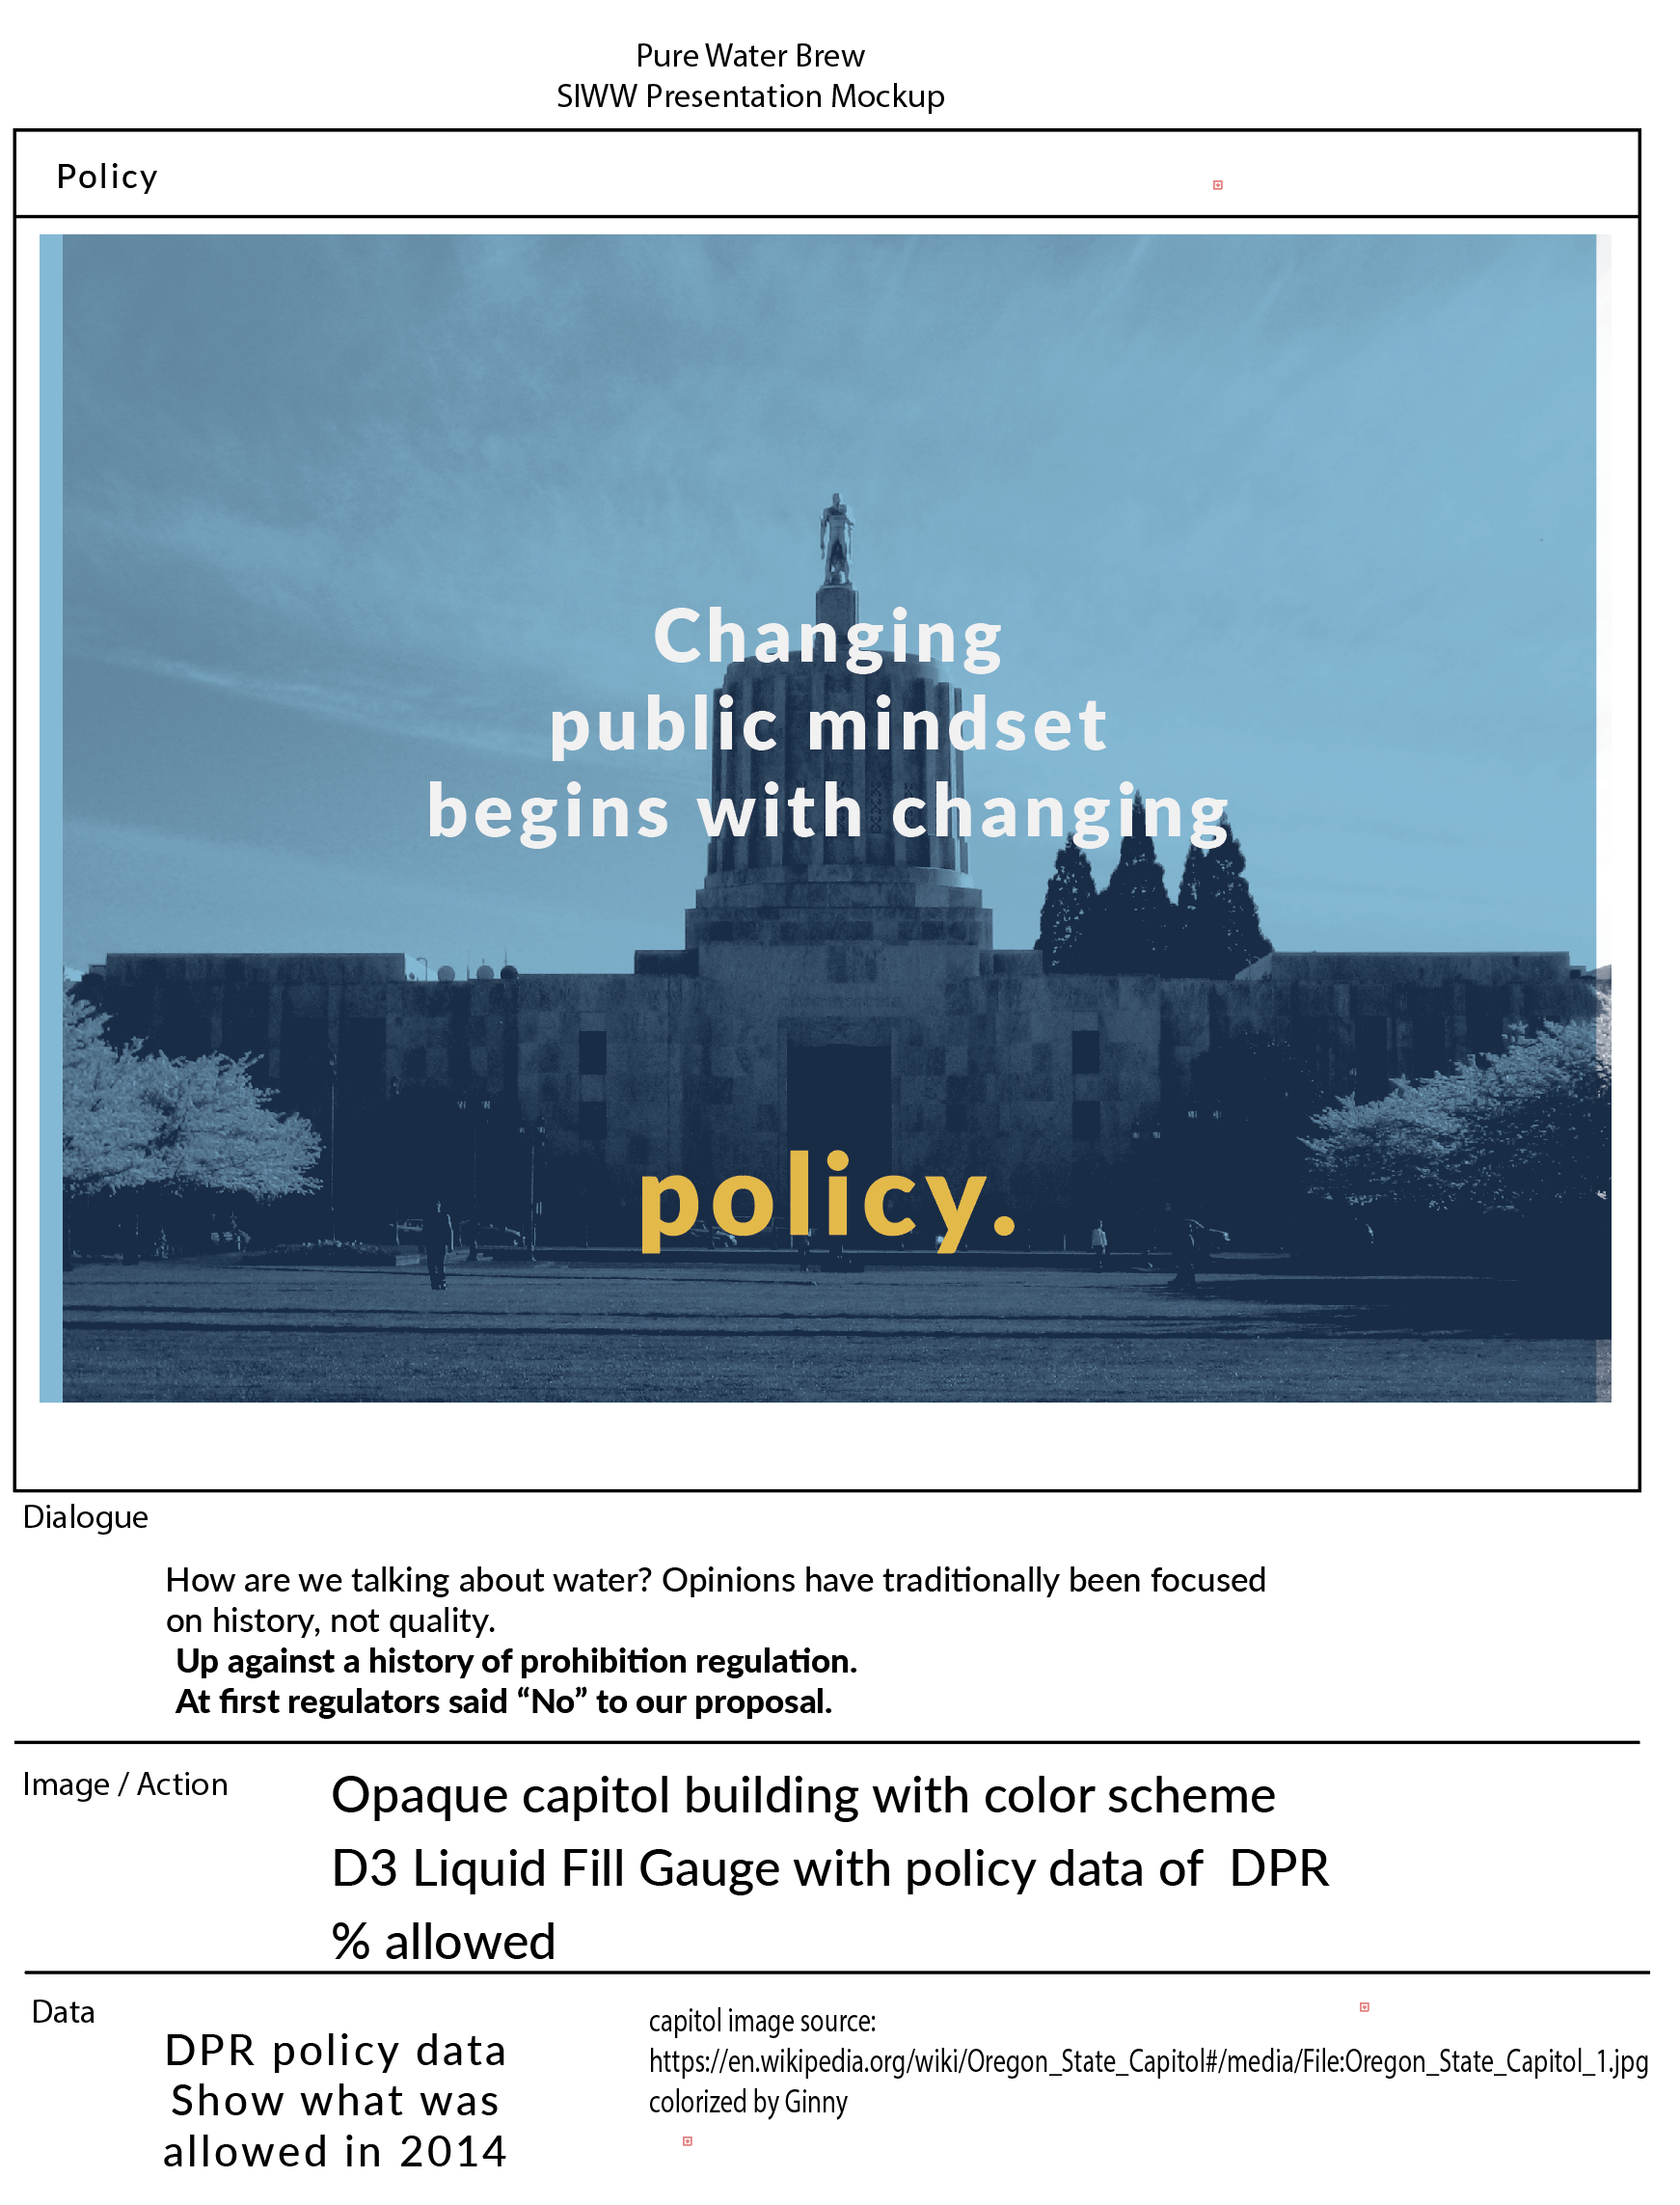 Pure Water Brew
SIWW Presentation Mockup
Policy
Changing
public mindset
begins with changing
policy.
Dialogue
How are we talking about water? Opinions have traditionally been focused
on history, not quality.
Up against a history of prohibition regulation.
At first regulators said “No” to our proposal.
Image / Action
Opaque capitol building with color scheme
D3 Liquid Fill Gauge with policy data of  DPR
% allowed
Data
DPR policy data
Show what was
allowed in 2014
capitol image source:
https://en.wikipedia.org/wiki/Oregon_State_Capitol#/media/File:Oregon_State_Capitol_1.jpg
colorized by Ginny